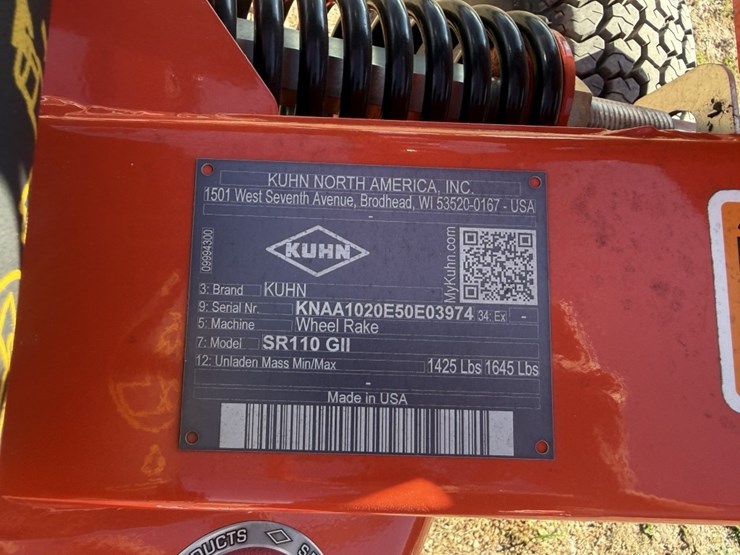 KUHN NORTH AMERICA, INC.
1501 West Seventh Avenue, Brodhead, WI 53520-0167 - USA
09994300
KUHN
MyKuhn.com
3: Brand KUHN
9: Serial Nr. KNAA1020E50E03974 34: Ex -
5: Machine Wheel Rake
7: Model SR110 GII
12: Unladen Mass Min/Max 1425 Lbs 1645 Lbs
-
Made in USA